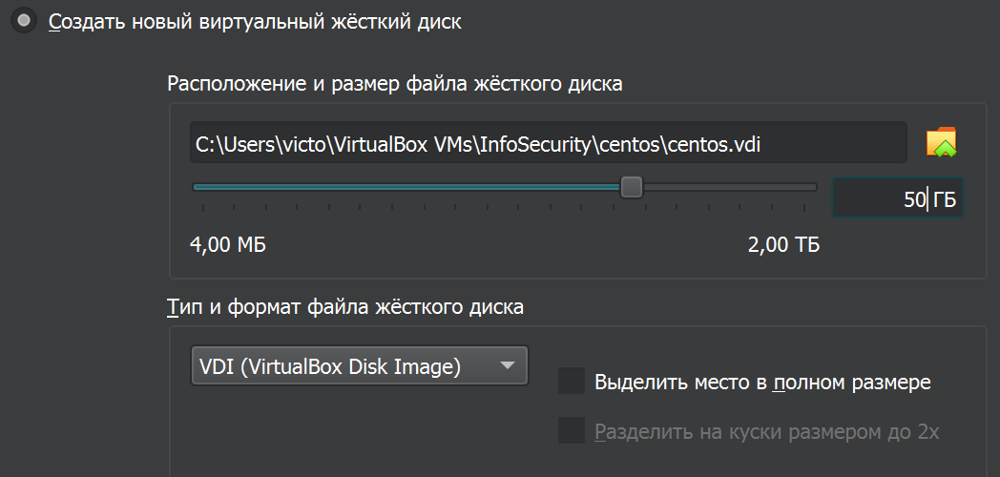 Создать новый виртуальный жёсткий диск
Расположение и размер файла жёсткого диска
C:\Users\victo\VirtualBox VMs\InfoSecurity\centos\centos.vdi
50 ГБ
4,00 МБ 2,00 ТБ
Тип и формат файла жёсткого диска
VDI (VirtualBox Disk Image)
Выделить место в полном размере
Разделить на куски размером до 2х